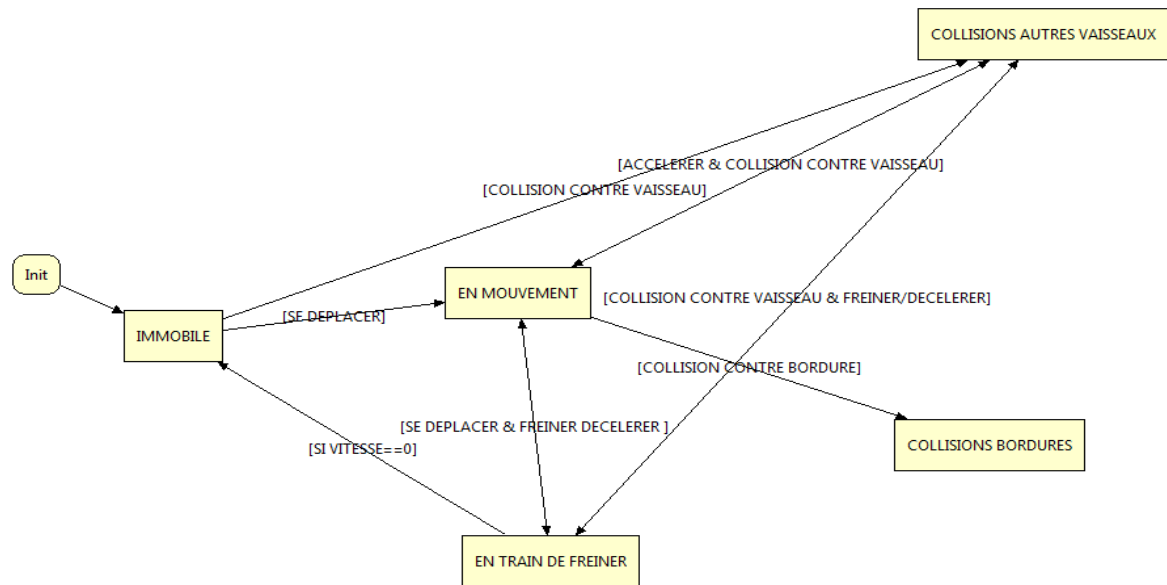 COLLISIONS AUTRES VAISSEAUX
[ACCELERER & COLLISION CONTRE VAISSEAU]
[COLLISION CONTRE VAISSEAU]
Init
EN MOUVEMENT
[COLLISION CONTRE VAISSEAU & FREINER/DECELERER]
[SE DEPLACER]
IMMOBILE
[COLLISION CONTRE BORDURE]
[SE DEPLACER & FREINER DECELERER ]
COLLISIONS BORDURES
[SI VITESSE==0]
EN TRAIN DE FREINER